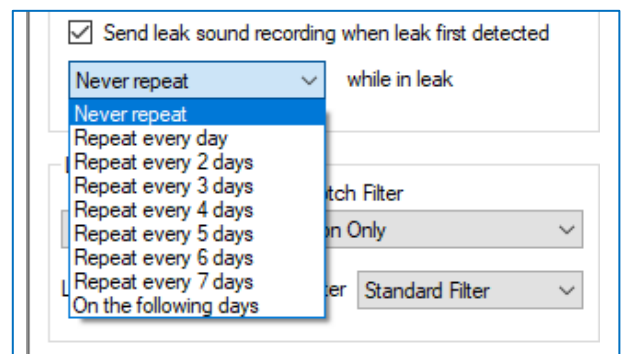 Send leak sound recording when leak first detected
Never repeat while in leak
Never repeat
Repeat every day
Repeat every 2 days
Repeat every 3 days
Repeat every 4 days
Repeat every 5 days
Repeat every 6 days
Repeat every 7 days
On the following days
Filter
Only
Standard Filter